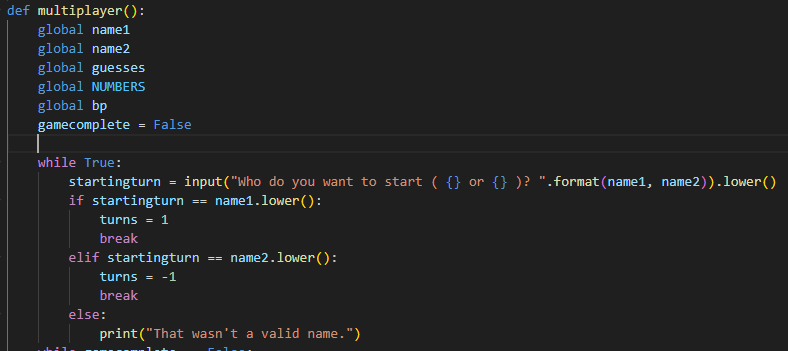 def multiplayer():
    global name1
    global name2
    global guesses
    global NUMBERS
    global bp
    gamecomplete = False
    while True:
        startingturn = input("Who do you want to start ( {} or {} )? ".format(name1, name2)).lower()
        if startingturn == name1.lower():
            turns = 1
            break
        elif startingturn == name2.lower():
            turns = -1
            break
        else:
            print("That wasn't a valid name.")